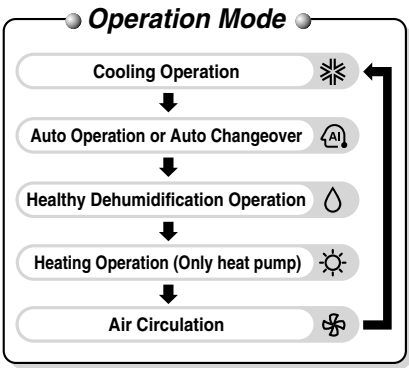 Operation Mode
Cooling Operation
Auto Operation or Auto Changeover
AI
Healthy Dehumidification Operation
Heating Operation (Only heat pump)
Air Circulation